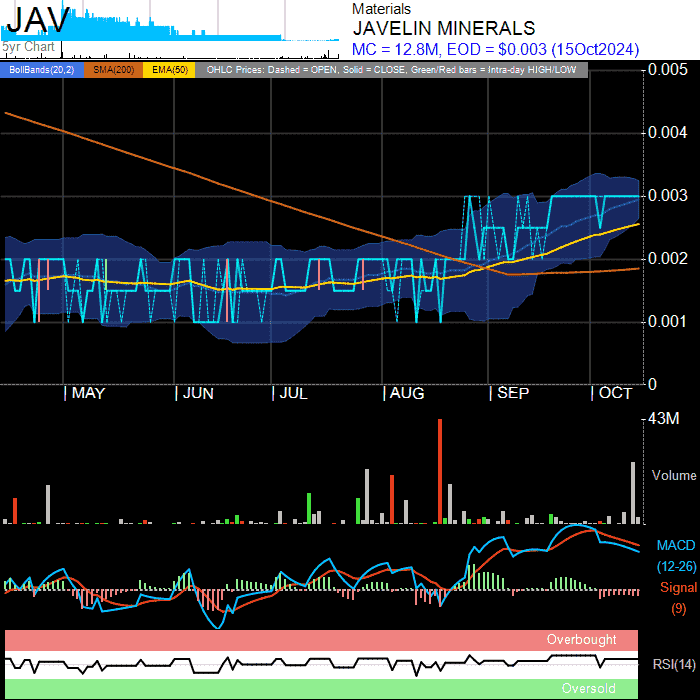 JAV
5yr Chart
Materials
JAVELIN MINERALS
MC = 12.8M, EOD = $0.003 (15Oct2024)
BollBands(20,2) SMA(200) EMA(50) OHLC Prices: Dashed = OPEN, Solid = CLOSE, Green/Red bars = Intra-day HIGH/LOW
0.005
0.004
0.003
0.002
0.001
0
MAY JUN JUL AUG SEP OCT
43M
Volume
MACD
(12-26)
Signal
(9)
Overbought
RSI(14)
Oversold